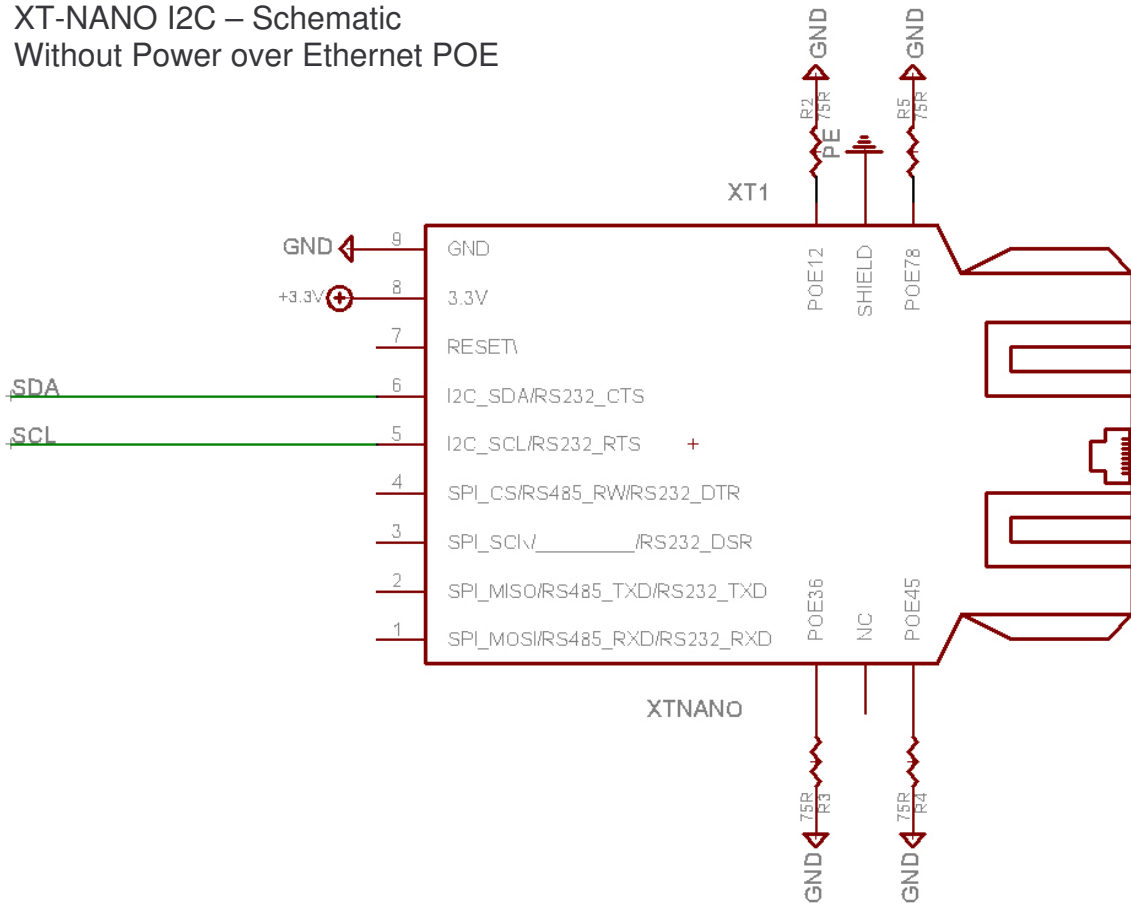 XT-NANO I2C – Schematic
Without Power over Ethernet POE
GND
GND
R2
75R
PE
R5
75R
XT1
GND
9
GND
+3.3V
8
3.3V
7
RESET\
SDA
6
I2C_SDA/RS232_CTS
SCL
5
I2C_SCL/RS232_RTS
4
SPI_CS/RS485_RW/RS232_DTR
3
SPI_SCK/_________/RS232_DSR
2
SPI_MISO/RS485_TXD/RS232_TXD
1
SPI_MOSI/RS485_RXD/RS232_RXD
POE12
SHIELD
POE78
POE36
NC
POE45
XTNANO
75R
R3
75R
R4
GND
GND